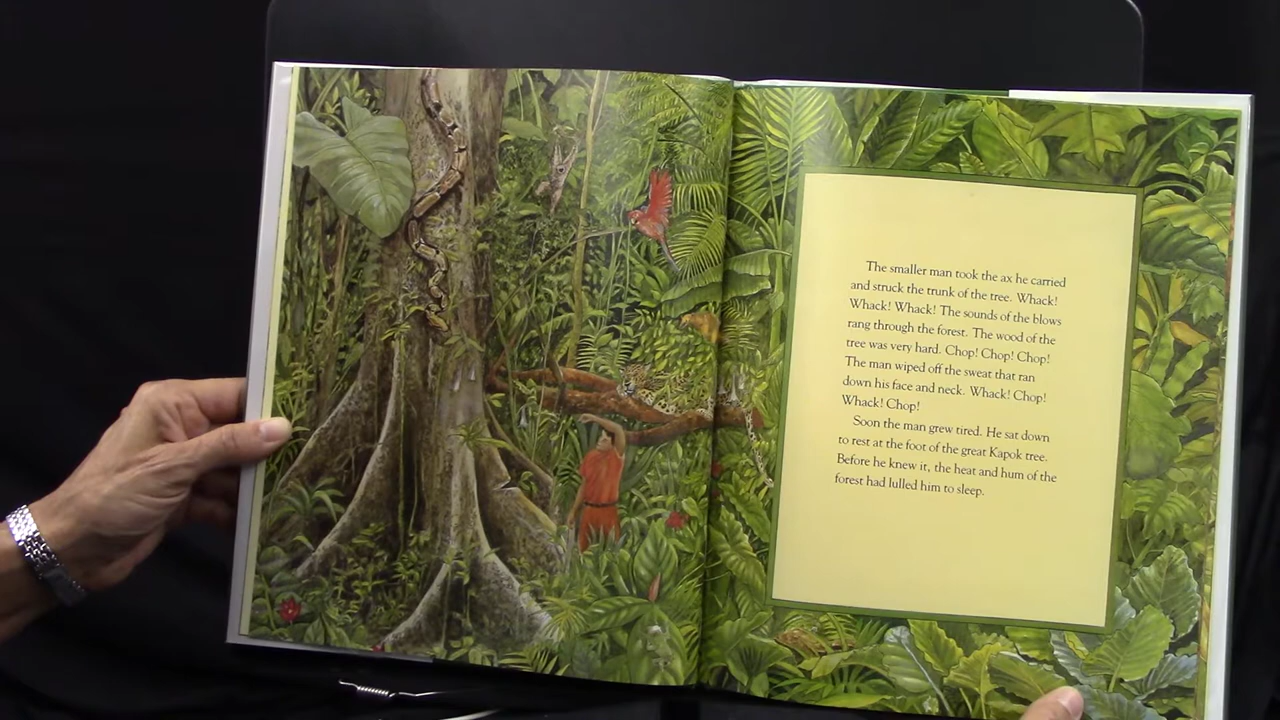 The smaller man took the ax he carried
and struck the trunk of the tree. Whack!
Whack! Whack! The sounds of the blows
rang through the forest. The wood of the
tree was very hard. Chop! Chop! Chop!
The man wiped off the sweat that ran
down his face and neck. Whack! Chop!
Whack! Chop!
Soon the man grew tired. He sat down
to rest at the foot of the great Kapok tree.
Before he knew it, the heat and hum of the
forest had lulled him to sleep.